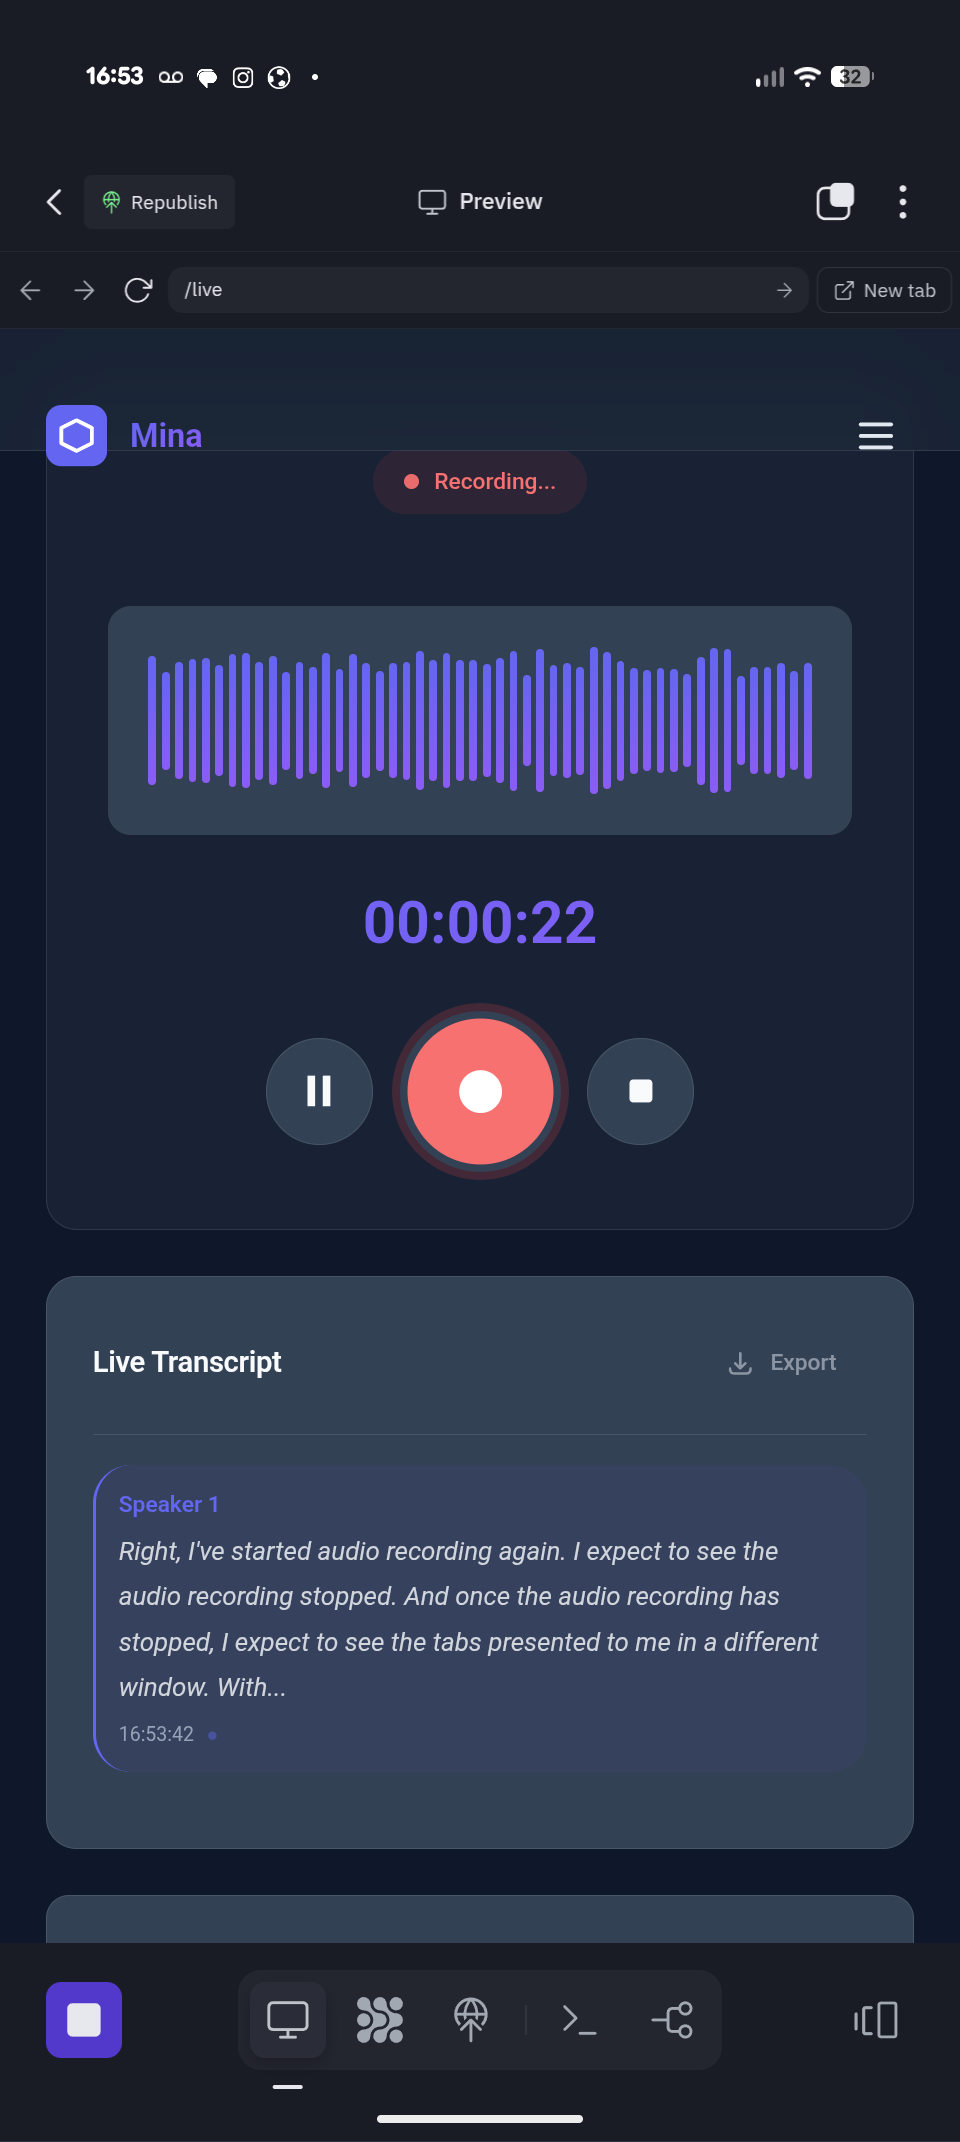 16:53
32
Republish
Preview
/live
New tab
Mina
Recording...
00:00:22
Live Transcript
Export
Speaker 1
Right, I've started audio recording again. I expect to see the
audio recording stopped. And once the audio recording has
stopped, I expect to see the tabs presented to me in a different
window. With...
16:53:42